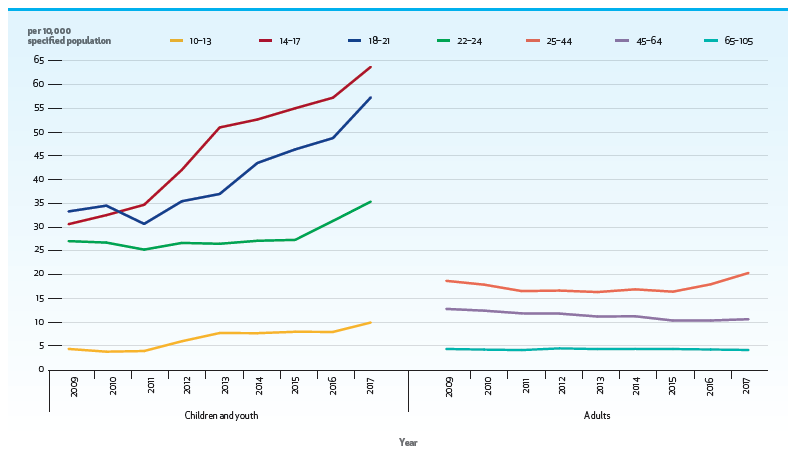 per 10,000
specified population
10–13 14–17 18–21 22–24 25–44 45–64 65–105
65
60
55
50
45
40
35
30
25
20
15
10
5
0
2009 2010 2011 2012 2013 2014 2015 2016 2017 2009 2010 2011 2012 2013 2014 2015 2016 2017
Children and youth Adults
Year